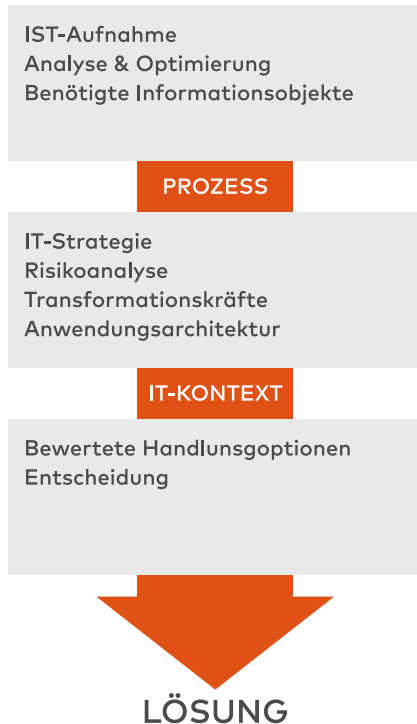 IST-Aufnahme
Analyse & Optimierung
Benötigte Informationsobjekte
PROZESS
IT-Strategie
Risikoanalyse
Transformationskräfte
Anwendungsarchitektur
IT-KONTEXT
Bewertete Handlunsgoptionen
Entscheidung
LÖSUNG